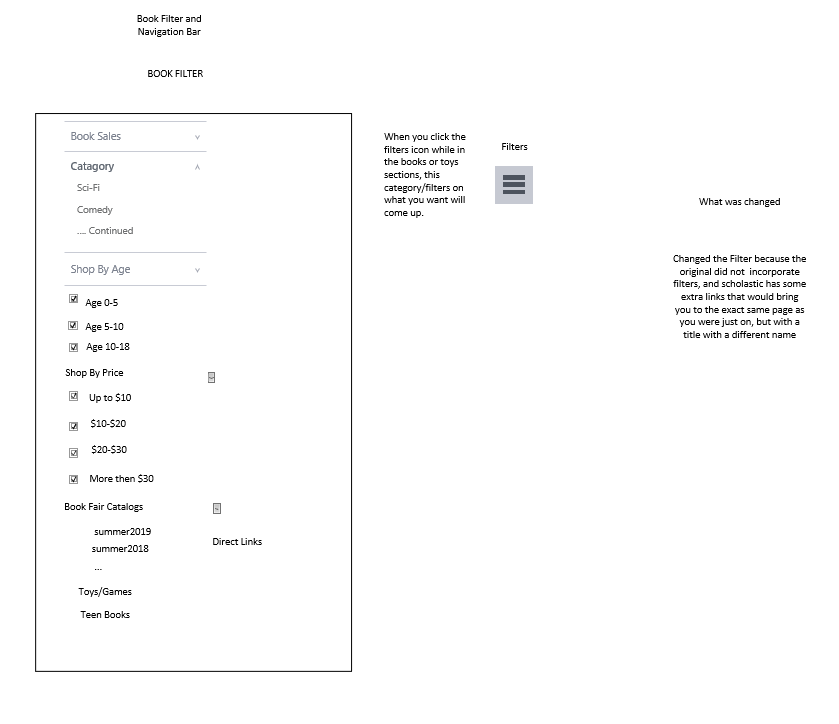 Book Filter and
Navigation Bar
BOOK FILTER
Book Sales
Catagory
Sci-Fi
Comedy
.... Continued
Shop By Age
Age 0-5
Age 5-10
Age 10-18
Shop By Price
Up to $10
$10-$20
$20-$30
More then $30
Book Fair Catalogs
summer2019
summer2018
Direct Links
...
Toys/Games
Teen Books
When you click the
filters icon while in
the books or toys
sections, this
category/filters on
what you want will
come up.
Filters
What was changed
Changed the Filter because the
original did not incorporate
filters, and scholastic has some
extra links that would bring
you to the exact same page as
you were just on, but with a
title with a different name